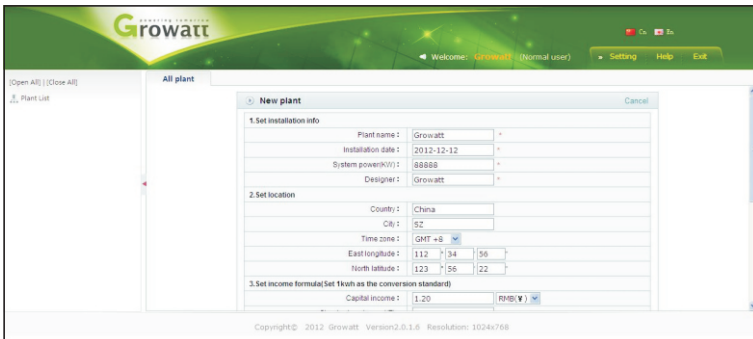 powering tomorrow
Growatt
Cn En
Welcome: Growatt (Normal user)
Setting Help Exit
[Open All] | [Close All]
Plant List
All plant
New plant Cancel
1.Set installation info
Plant name : Growatt *
Installation date : 2012-12-12 *
System power(KW) : 88888 *
Designer : Growatt *
2.Set location
Country : China
City : SZ
Time zone : GMT +8
East longitude : 112 ° 34 ' 56 "
North latitude : 123 ° 56 ' 22 "
3.Set income formula(Set 1kwh as the conversion standard)
Capital income : 1.20 RMB(¥)
Copyright© 2012 Growatt Version2.0.1.6 Resolution: 1024x768